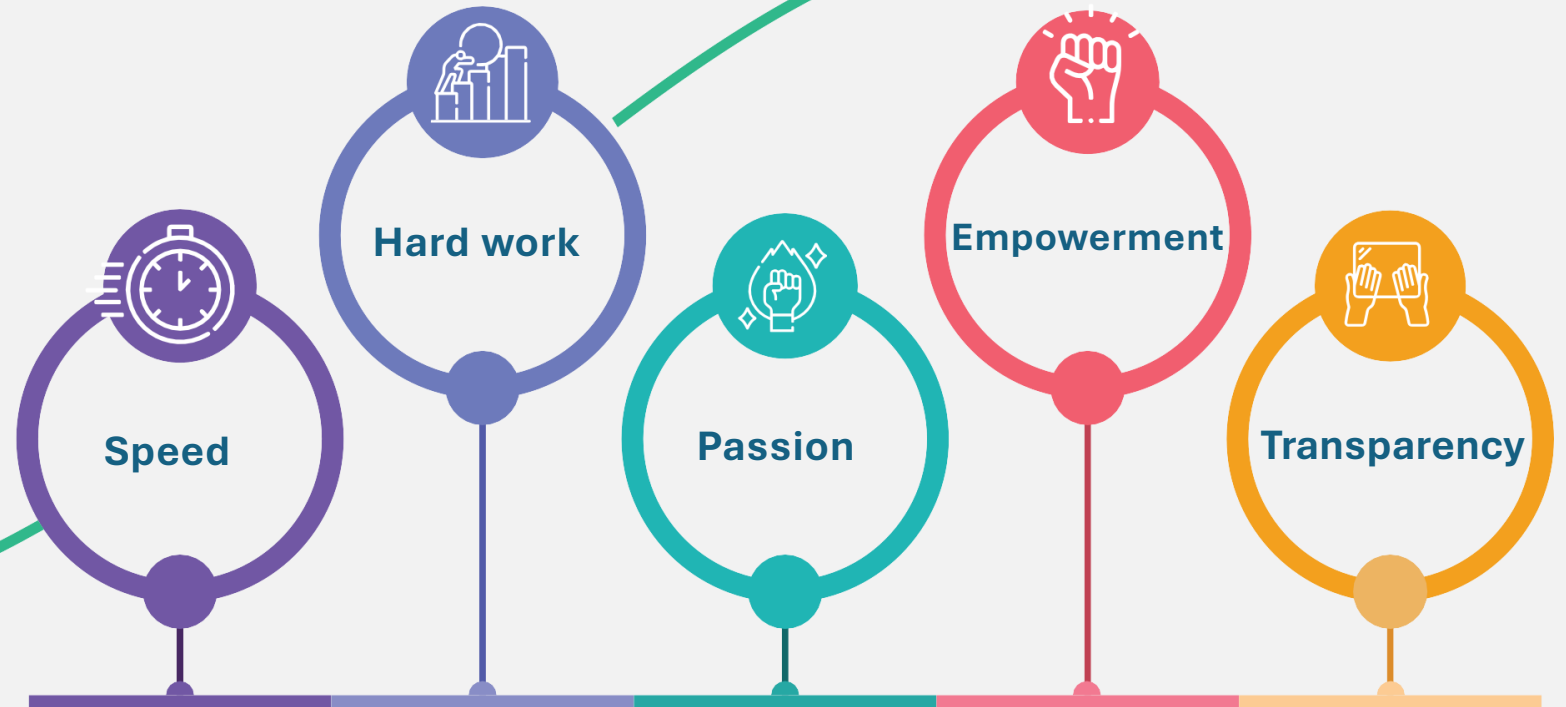 Speed
Hard work
Passion
Empowerment
Transparency